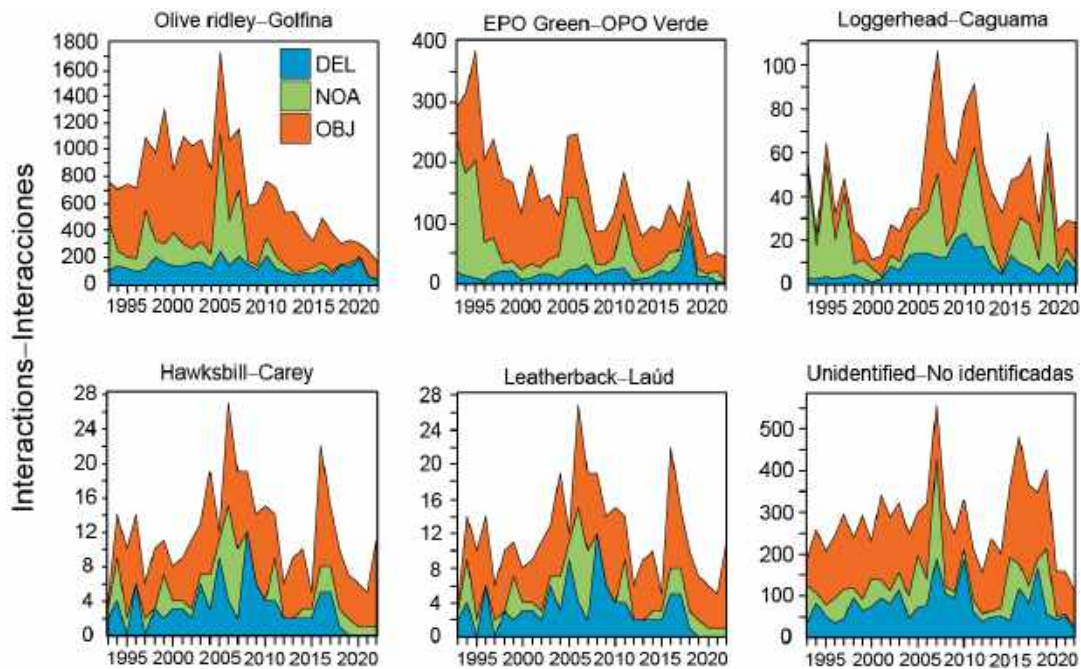 Interactions–Interacciones
Olive ridley–Golfina
1800
1600
1400
1200
1000
800
600
400
200
0
DEL
NOA
OBJ
1995 2000 2005 2010 2015 2020
EPO Green–OPO Verde
400
300
200
100
0
1995 2000 2005 2010 2015 2020
Loggerhead–Caguama
100
80
60
40
20
0
1995 2000 2005 2010 2015 2020
Hawksbill–Carey
28
24
20
16
12
8
4
0
1995 2000 2005 2010 2015 2020
Leatherback–Laúd
28
24
20
16
12
8
4
0
1995 2000 2005 2010 2015 2020
Unidentified–No identificadas
500
400
300
200
100
0
1995 2000 2005 2010 2015 2020